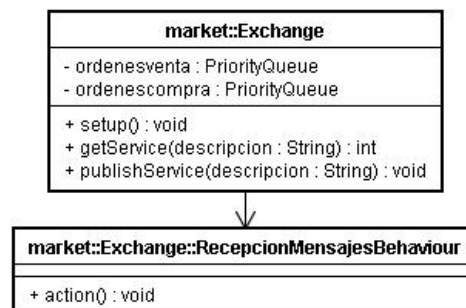 market::Exchange
- ordenesventa : PriorityQueue
- ordenescompra : PriorityQueue
+ setup() : void
+ getService(descripcion : String) : int
+ publishService(descripcion : String) : void
market::Exchange::RecepcionMensajesBehaviour
+ action() : void